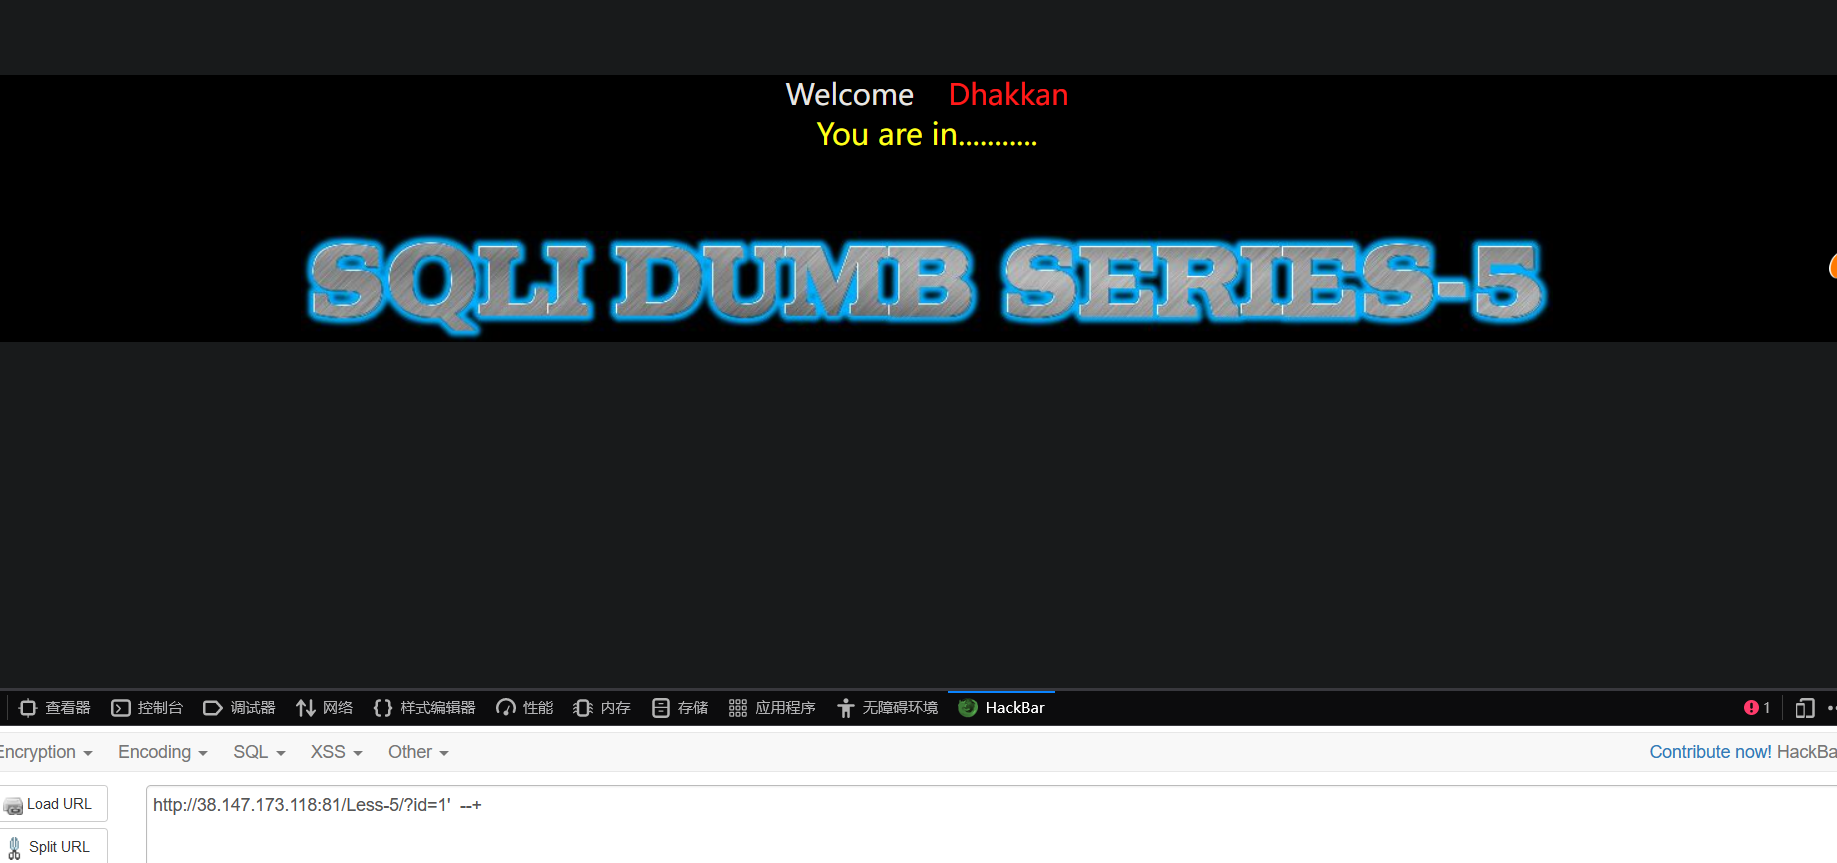 Welcome Dhakkan
You are in...........
SQLI DUMB SERIES-5
查看器 控制台 调试器 网络 样式编辑器 性能 内存 存储 应用程序 无障碍环境 HackBar 1
Encryption Encoding SQL XSS Other Contribute now! HackBa
Load URL http://38.147.173.118:81/Less-5/?id=1' --+
Split URL